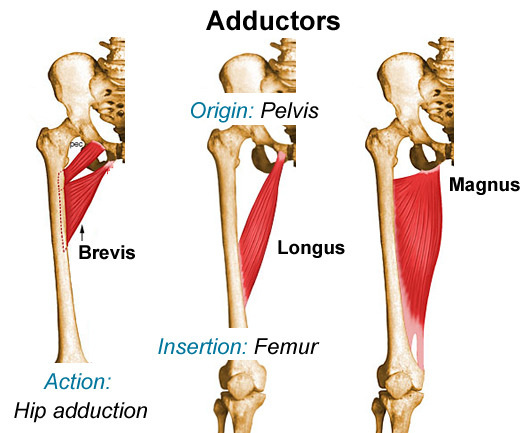 Adductors
Origin: Pelvis
pec
Magnus
Brevis
Longus
Insertion: Femur
Action:
Hip adduction